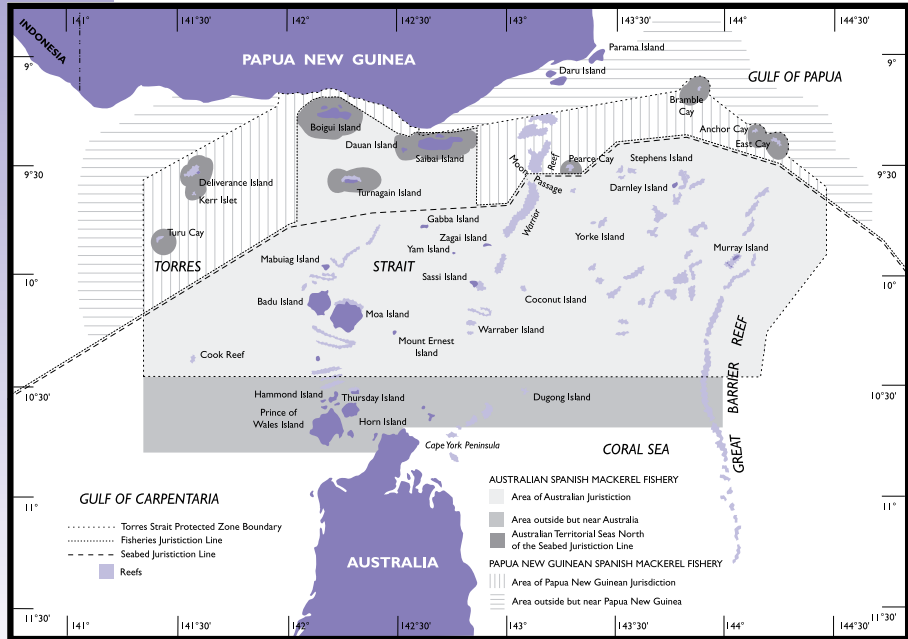 141°
141°30'
142°
142°30'
143°
143°30'
144°
144°30'
INDONESIA
PAPUA NEW GUINEA
Parama Island
Daru Island
GULF OF PAPUA
9°
9°
Bramble
Cay
Boigui Island
Anchor Cay
East Cay
Dauan Island
Saibai Island
Moon Passage
Reef
Pearce Cay
Stephens Island
9°30'
9°30'
Deliverance Island
Kerr Islet
Turnagain Island
Darnley Island
Warrior
Gabba Island
Turu Cay
Zagai Island
Yorke Island
Yam Island
Murray Island
TORRES
Mabuiag Island
STRAIT
Sassi Island
10°
10°
Badu Island
Moa Island
Coconut Island
Warraber Island
Mount Ernest
Island
Cook Reef
GREAT BARRIER REEF
10°30'
10°30'
Hammond Island
Thursday Island
Dugong Island
Prince of
Wales Island
Horn Island
Cape York Peninsula
CORAL SEA
GULF OF CARPENTARIA
11°
11°
Torres Strait Protected Zone Boundary
Fisheries Juristiction Line
Seabed Juristiction Line
Reefs
AUSTRALIA
AUSTRALIAN SPANISH MACKEREL FISHERY
Area of Australian Juristiction
Area outside but near Australia
Australian Territorial Seas North
of the Seabed Juristiction Line
PAPUA NEW GUINEAN SPANISH MACKEREL FISHERY
Area of Papua New Guinean Jurisdiction
Area outside but near Papua New Guinea
11°30'
11°30'
141°
141°30'
142°
142°30'
143°
143°30'
144°
144°30'